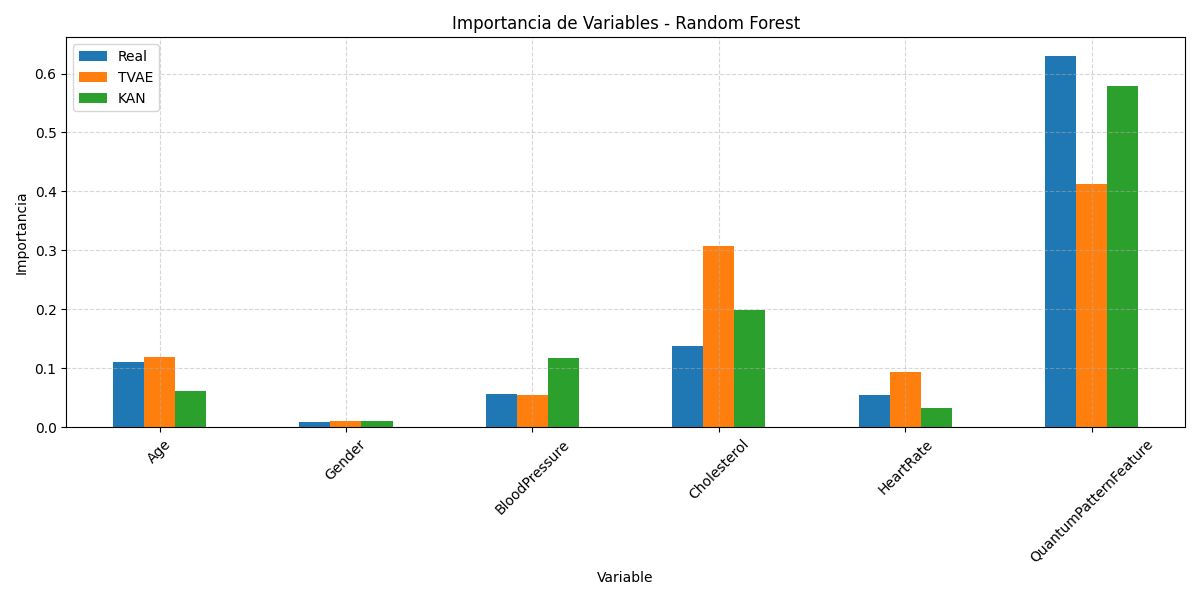 Importancia de Variables - Random Forest
Real
TVAE
KAN
Importancia
0.6
0.5
0.4
0.3
0.2
0.1
0.0
Age
Gender
BloodPressure
Cholesterol
HeartRate
QuantumPatternFeature
Variable